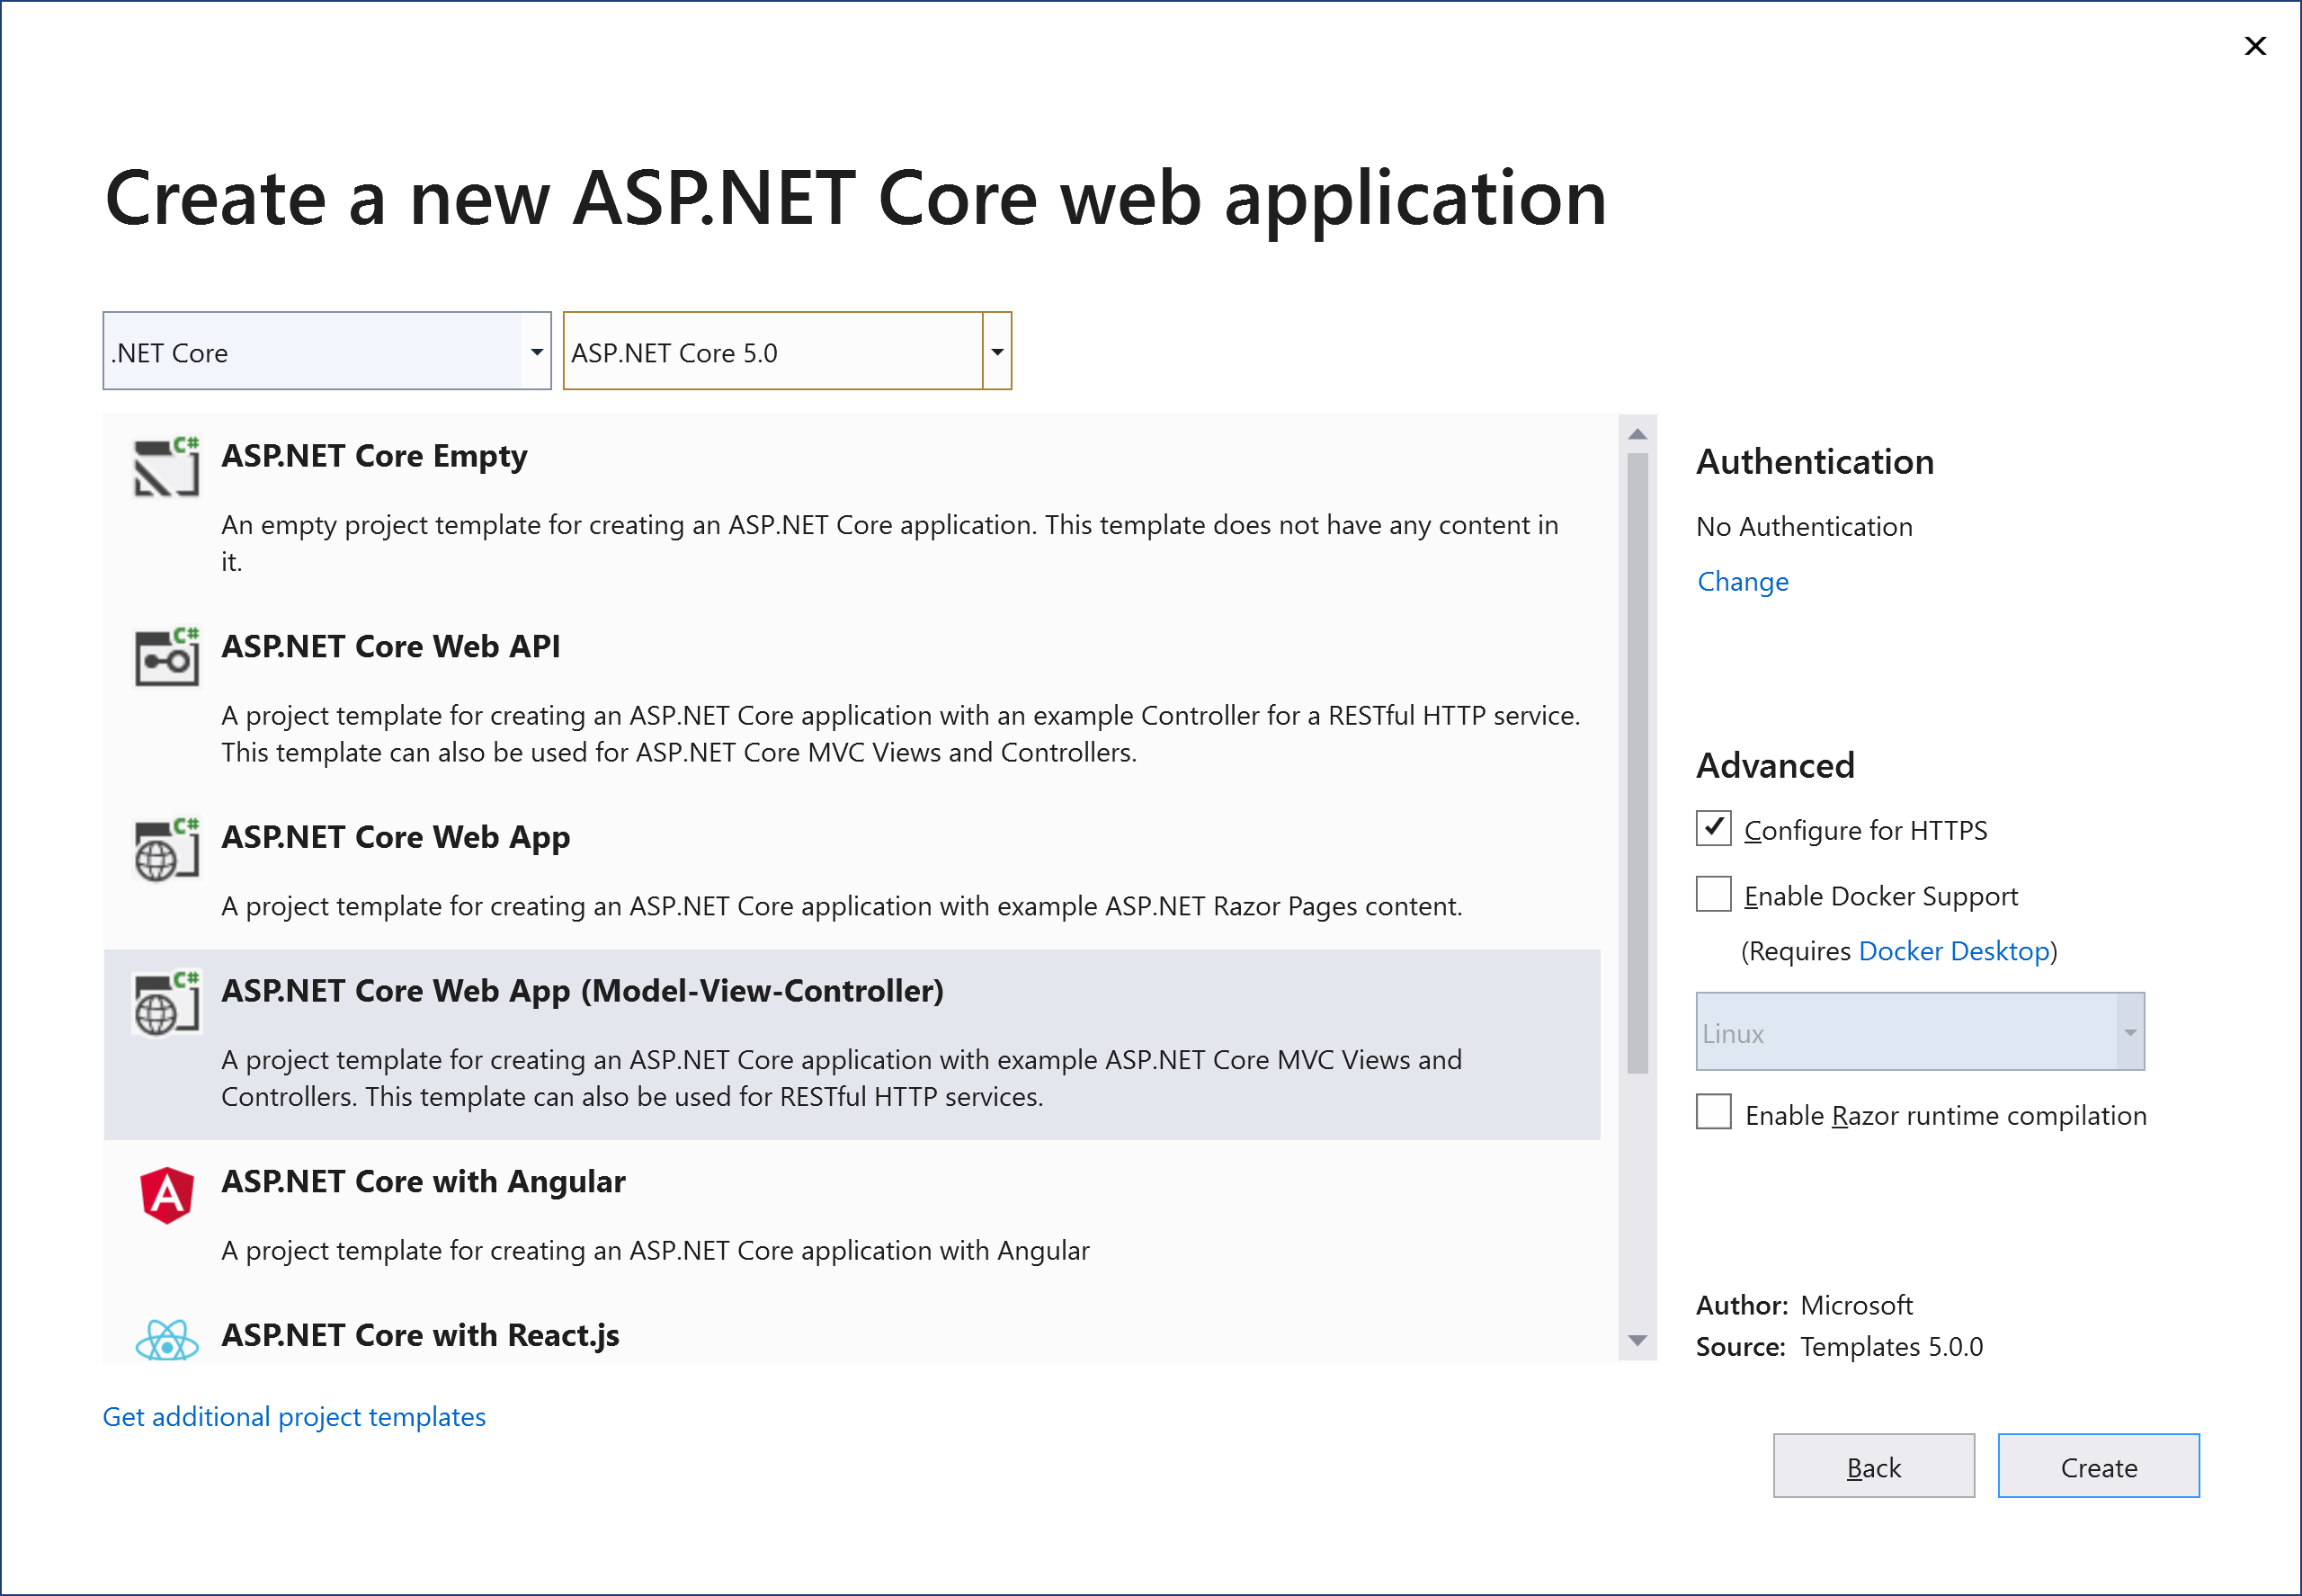 Create a new ASP.NET Core web application
.NET Core
ASP.NET Core 5.0
C#
ASP.NET Core Empty
An empty project template for creating an ASP.NET Core application. This template does not have any content in
it.
C#
ASP.NET Core Web API
A project template for creating an ASP.NET Core application with an example Controller for a RESTful HTTP service.
This template can also be used for ASP.NET Core MVC Views and Controllers.
C#
ASP.NET Core Web App
A project template for creating an ASP.NET Core application with example ASP.NET Razor Pages content.
C#
ASP.NET Core Web App (Model-View-Controller)
A project template for creating an ASP.NET Core application with example ASP.NET Core MVC Views and
Controllers. This template can also be used for RESTful HTTP services.
A
ASP.NET Core with Angular
A project template for creating an ASP.NET Core application with Angular
ASP.NET Core with React.js
Get additional project templates
Authentication
No Authentication
Change
Advanced
Configure for HTTPS
Enable Docker Support
(Requires Docker Desktop)
Linux
Enable Razor runtime compilation
Author: Microsoft
Source: Templates 5.0.0
Back
Create